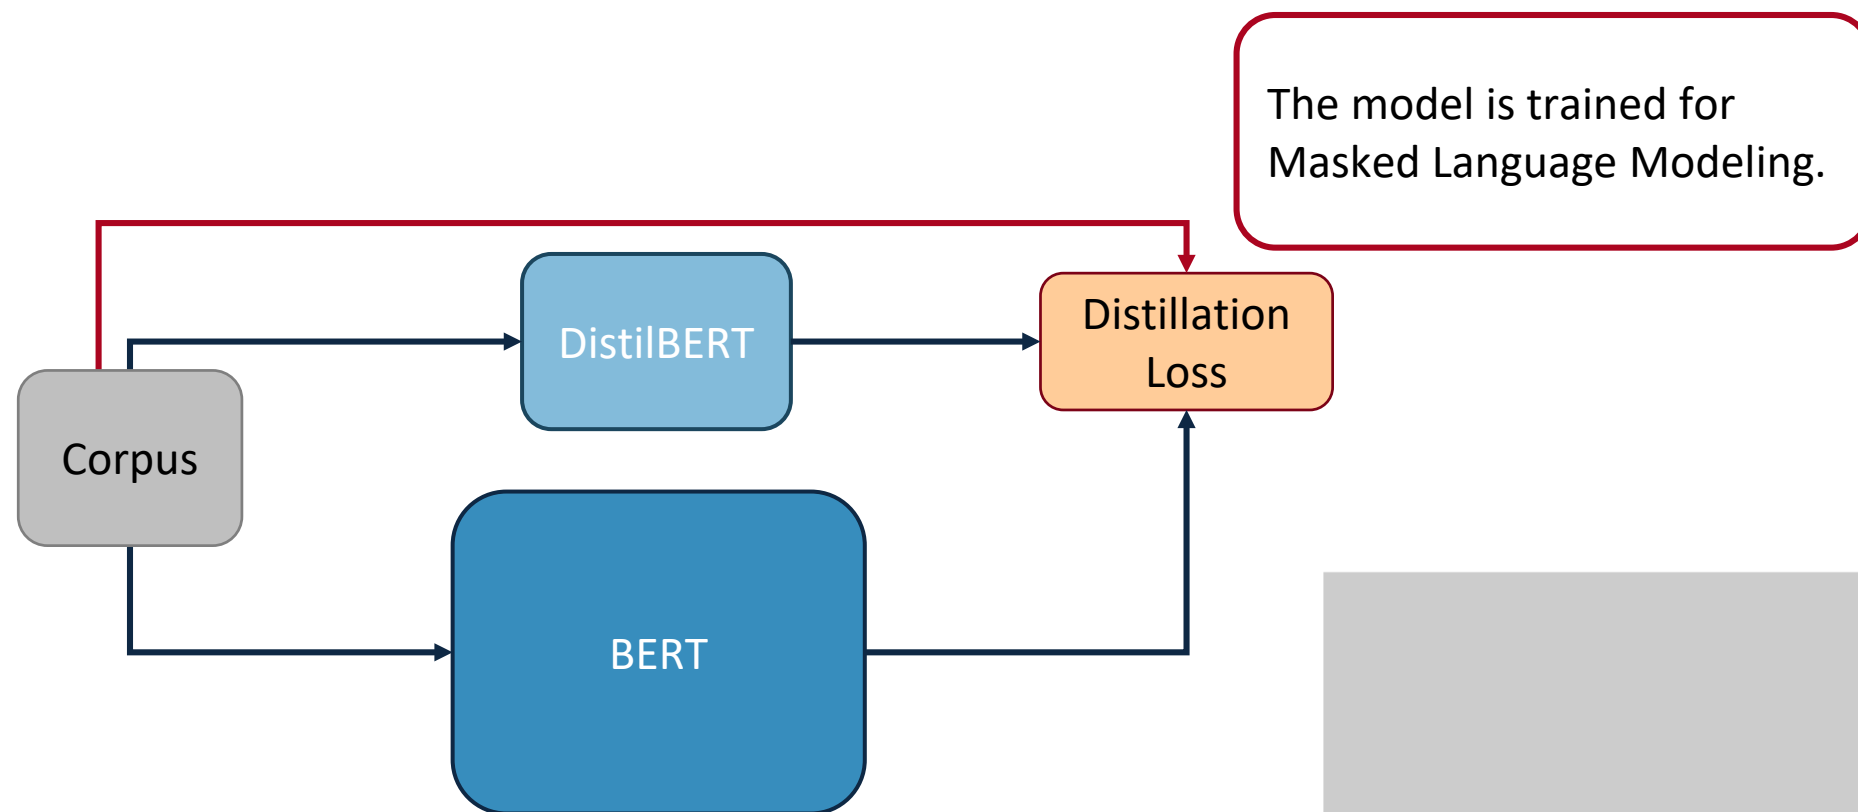 The model is trained for
Masked Language Modeling.
DistilBERT
Distillation
Loss
Corpus
BERT